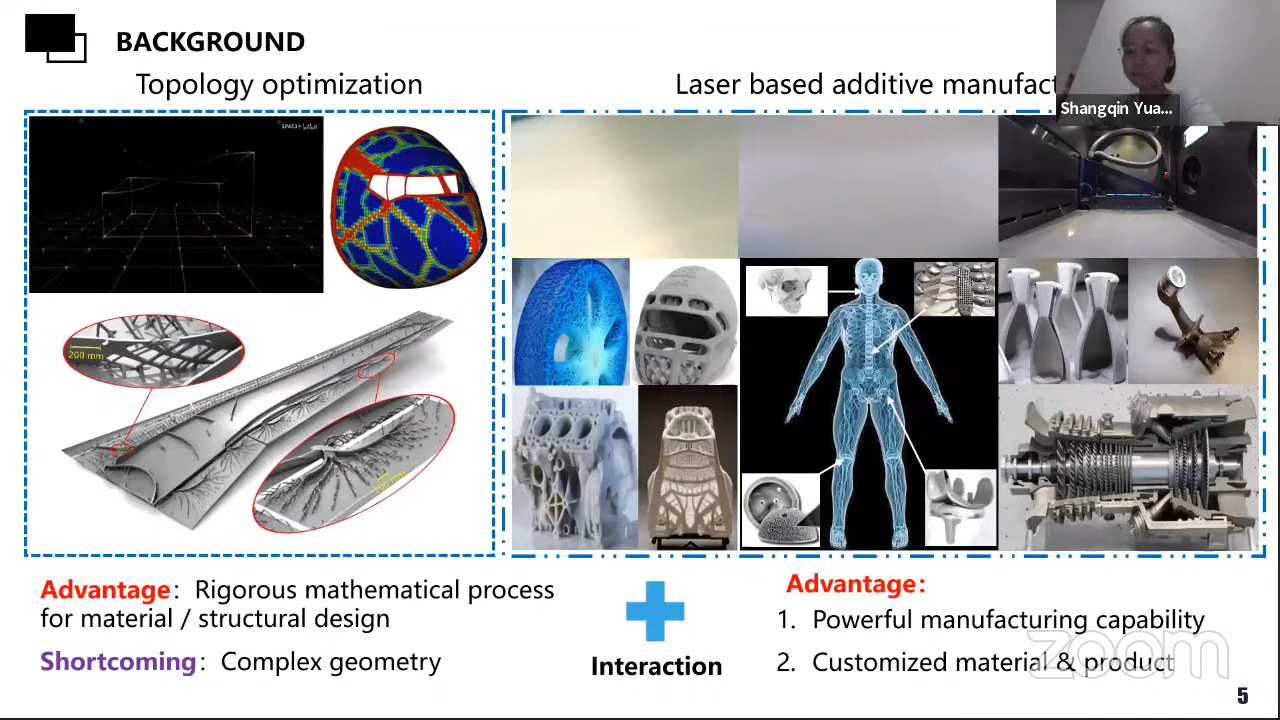 BACKGROUND
Topology optimization
Laser based additive manufact
Shangqin Yua...
200 mm
Advantage： Rigorous mathematical process
for material / structural design
Shortcoming： Complex geometry
Interaction
Advantage：
1. Powerful manufacturing capability
2. Customized material & product
zoom
5